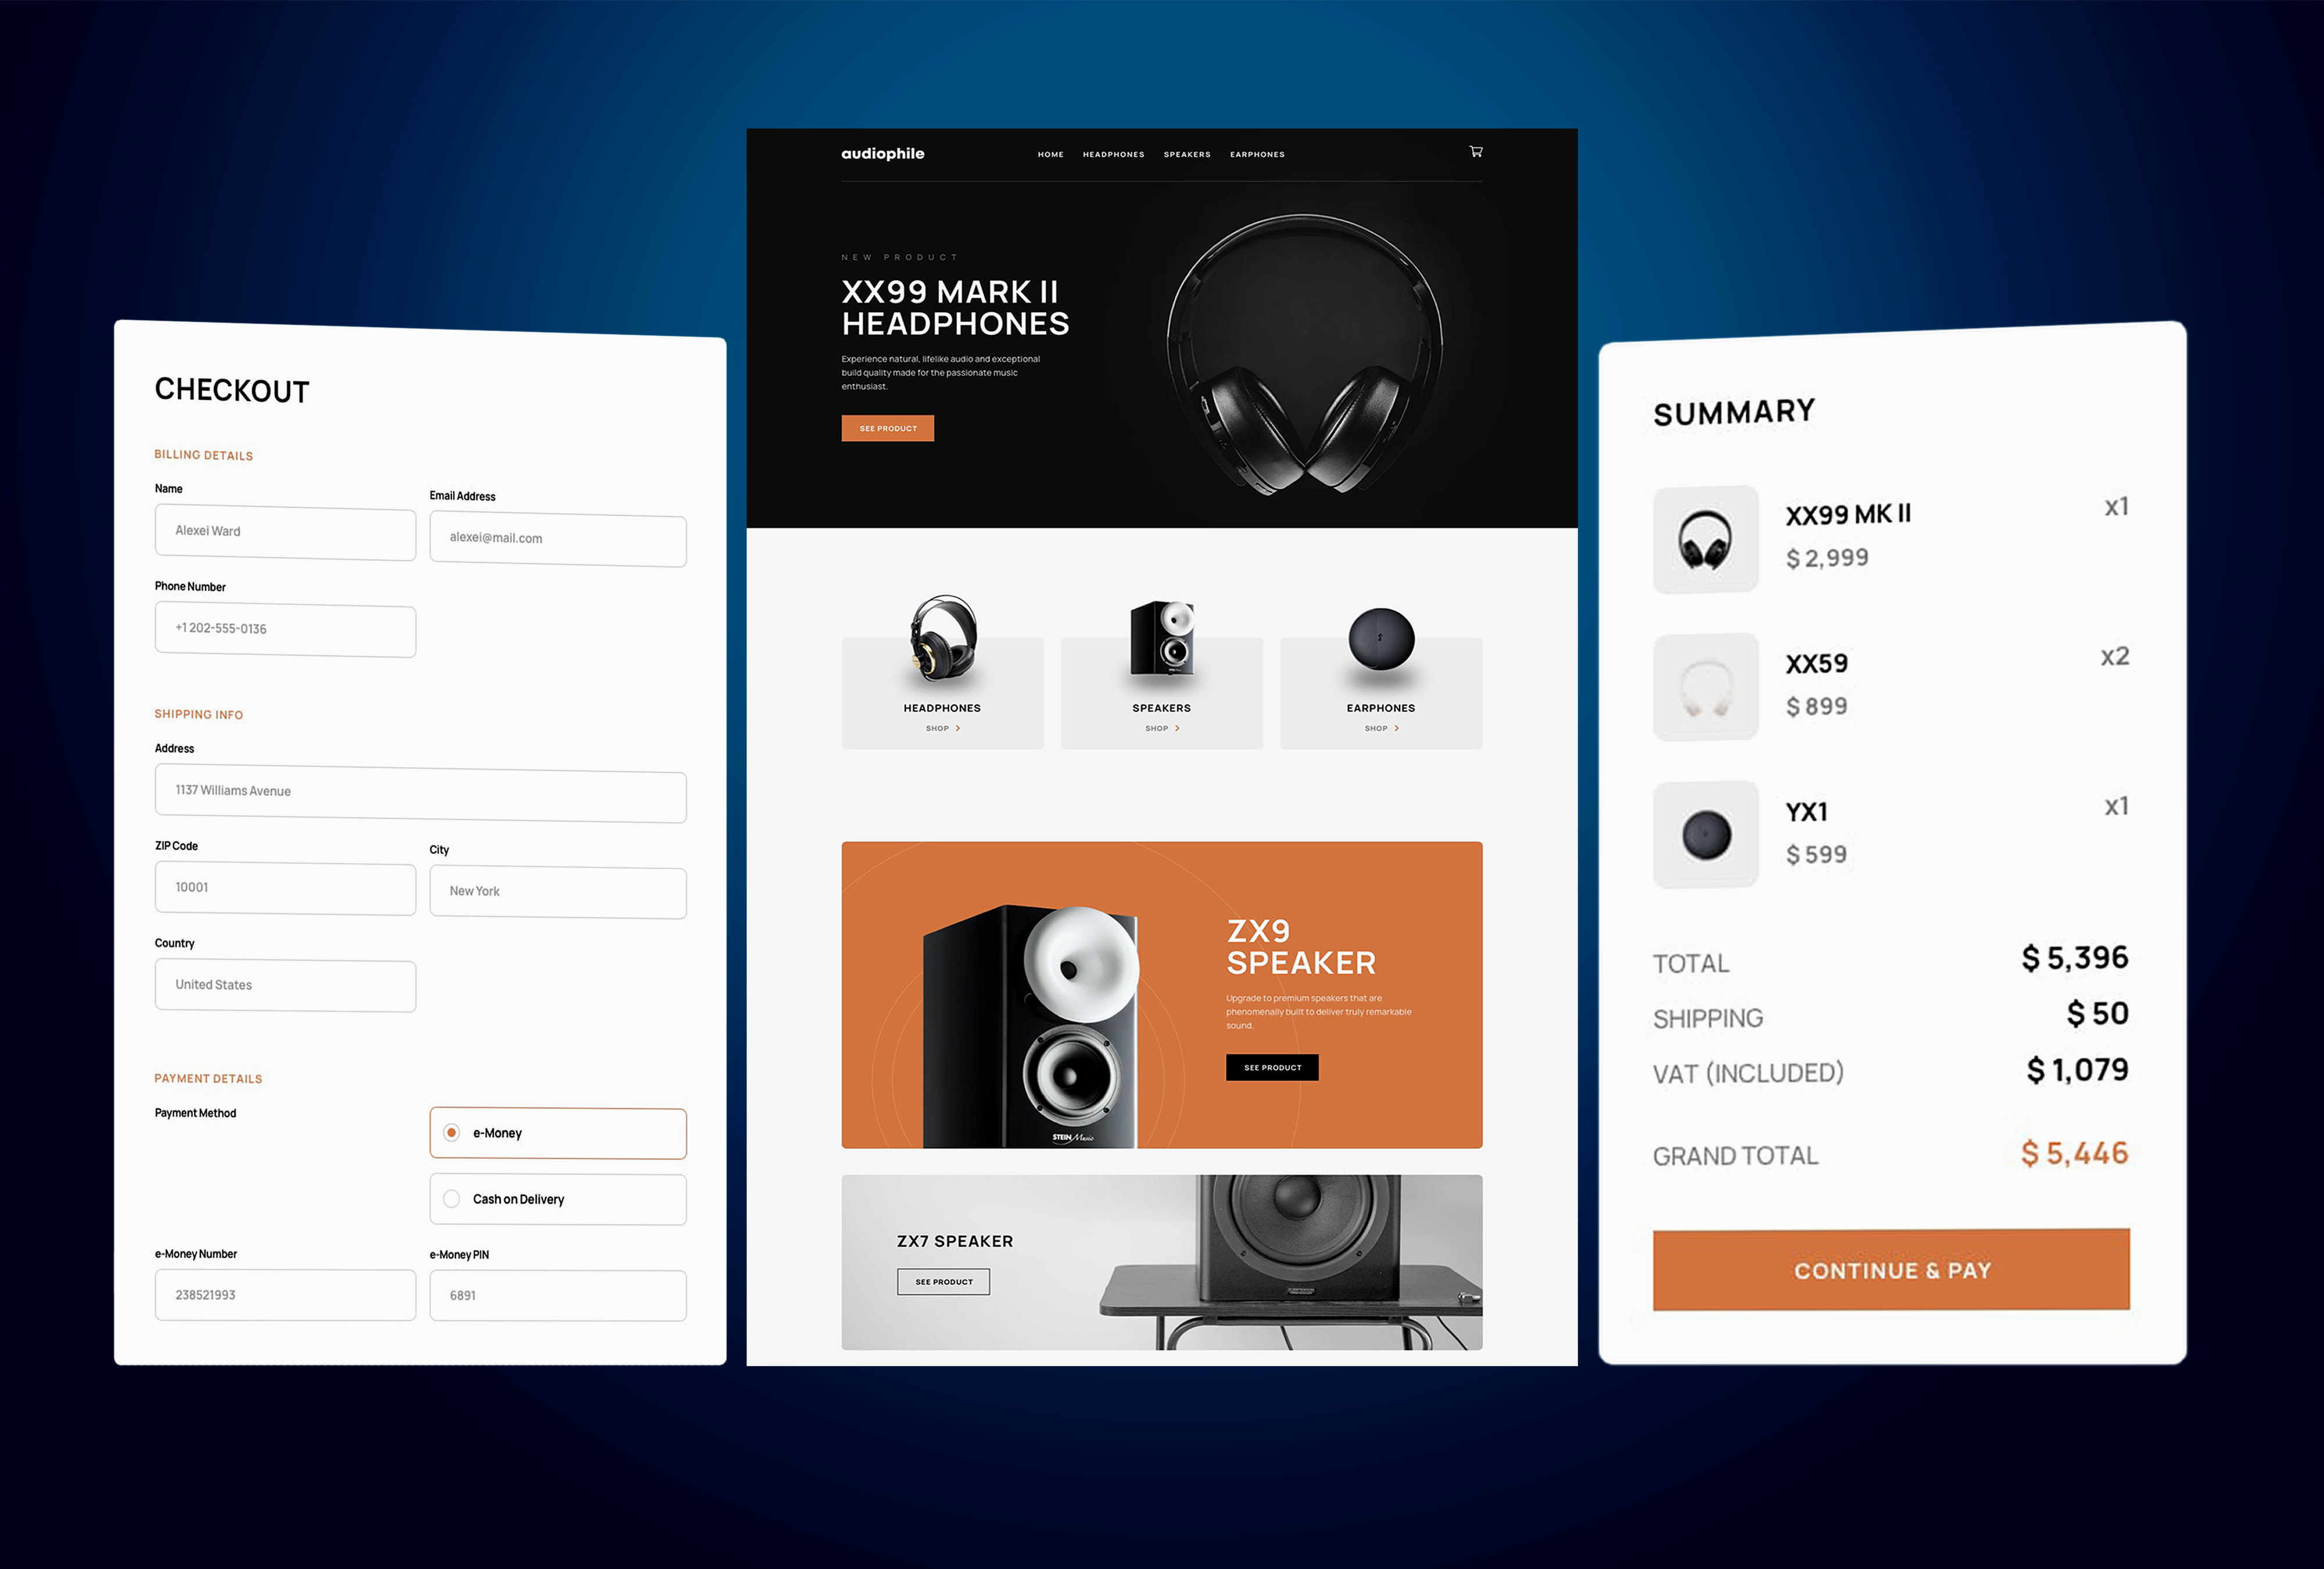 CHECKOUT
BILLING DETAILS
Name
Email Address
Alexei Ward
alexei@mail.com
Phone Number
+1 202-555-0136
SHIPPING INFO
Address
1137 Williams Avenue
ZIP Code
City
10001
New York
Country
United States
PAYMENT DETAILS
Payment Method
e-Money
Cash on Delivery
e-Money Number
e-Money PIN
238521993
6891
audiophile
HOME HEADPHONES SPEAKERS EARPHONES
NEW PRODUCT
XX99 MARK II
HEADPHONES
Experience natural, lifelike audio and exceptional
build quality made for the passionate music
enthusiast.
SEE PRODUCT
HEADPHONES
SHOP
SPEAKERS
SHOP
EARPHONES
SHOP
ZX9
SPEAKER
Upgrade to premium speakers that are
phenomenally built to deliver truly remarkable
sound.
SEE PRODUCT
STEIN Music
ZX7 SPEAKER
SEE PRODUCT
SUMMARY
XX99 MK II
x1
$ 2,999
XX59
x2
$ 899
YX1
x1
$ 599
TOTAL $ 5,396
SHIPPING $ 50
VAT (INCLUDED) $ 1,079
GRAND TOTAL $ 5,446
CONTINUE & PAY